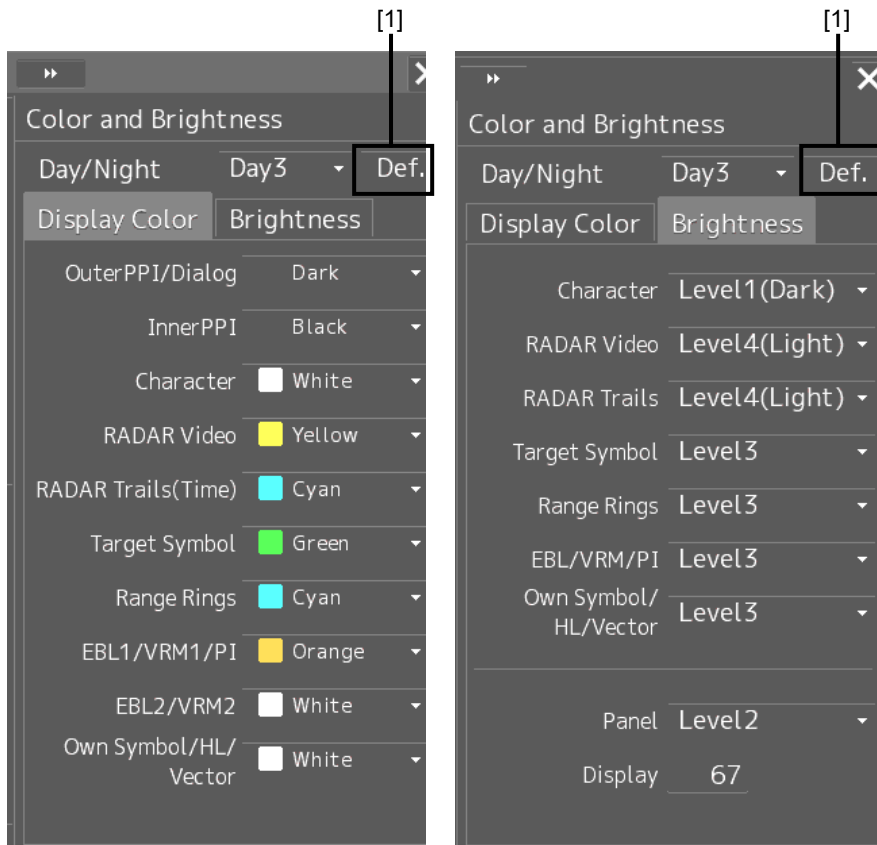 [1]
Color and Brightness
Day/Night Day3 Def.
Display Color Brightness
OuterPPI/Dialog Dark
InnerPPI Black
Character White
RADAR Video Yellow
RADAR Trails(Time) Cyan
Target Symbol Green
Range Rings Cyan
EBL1/VRM1/PI Orange
EBL2/VRM2 White
Own Symbol/HL/
Vector White
[1]
Color and Brightness
Day/Night Day3 Def.
Display Color Brightness
Character Level1(Dark)
RADAR Video Level4(Light)
RADAR Trails Level4(Light)
Target Symbol Level3
Range Rings Level3
EBL/VRM/PI Level3
Own Symbol/
HL/Vector Level3
Panel Level2
Display 67